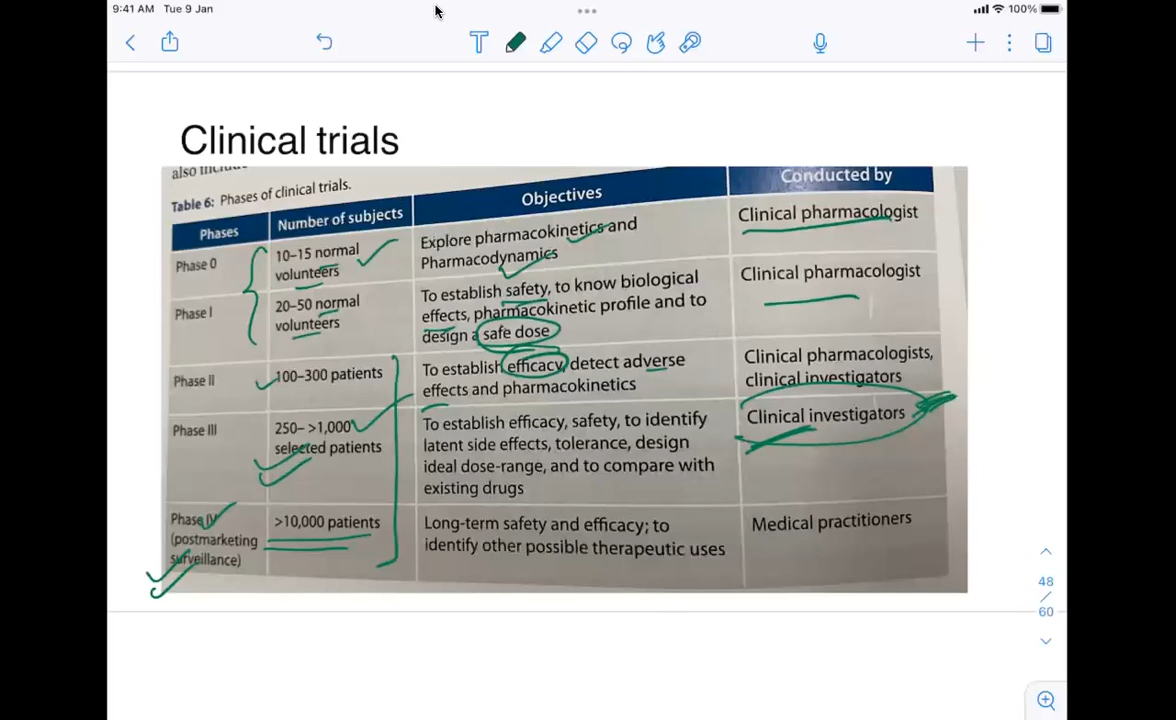 9:41 AM Tue 9 Jan
100%
T
Clinical trials
Table 6: Phases of clinical trials.
Phases Number of subjects Objectives Conducted by
Phase 0
10–15 normal
volunteers
Explore pharmacokinetics and
Pharmacodynamics
Clinical pharmacologist
Phase I
20–50 normal
volunteers
To establish safety, to know biological
effects, pharmacokinetic profile and to
design a safe dose
Clinical pharmacologist
Phase II
100–300 patients
To establish efficacy, detect adverse
effects and pharmacokinetics
Clinical pharmacologists,
clinical investigators
Phase III
250– >1,000
selected patients
To establish efficacy, safety, to identify
latent side effects, tolerance, design
ideal dose-range, and to compare with
existing drugs
Clinical investigators
Phase IV
(postmarketing
surveillance)
>10,000 patients
Long-term safety and efficacy; to
identify other possible therapeutic uses
Medical practitioners
48
/
60